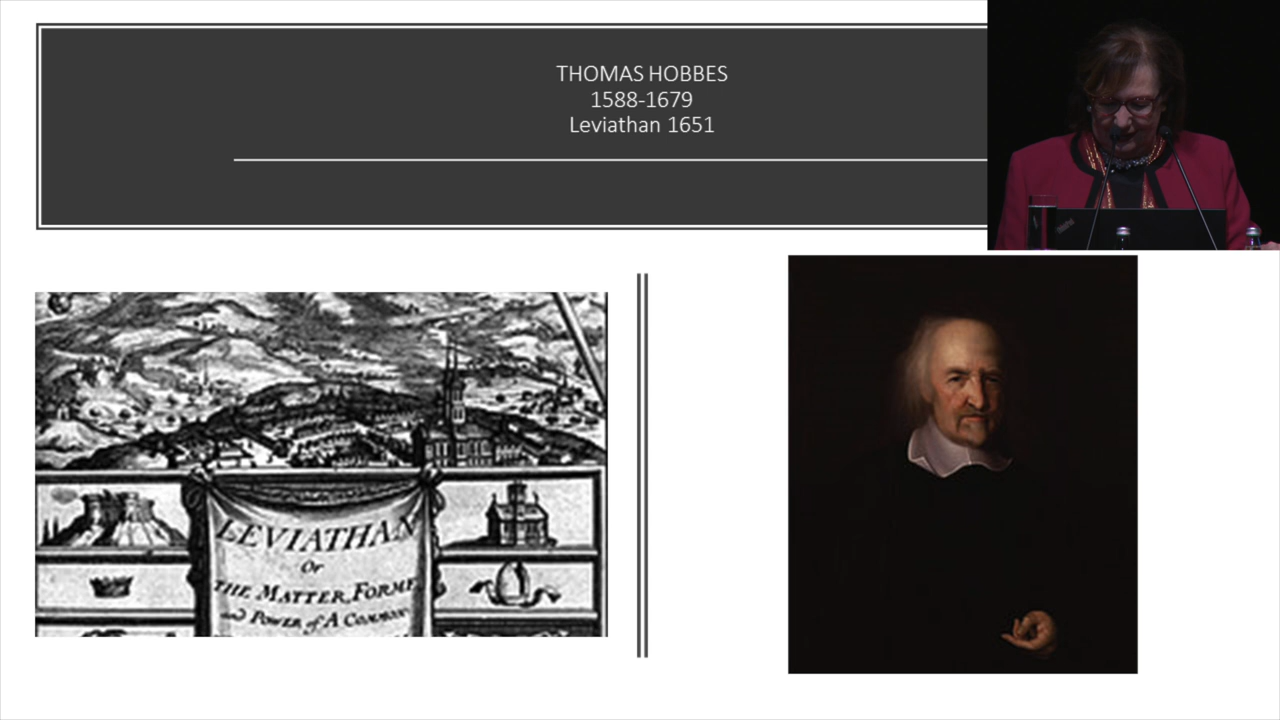 THOMAS HOBBES
1588-1679
Leviathan 1651
LEVIATHAN
Or
THE MATTER, FORME
and POWER of A COMMON